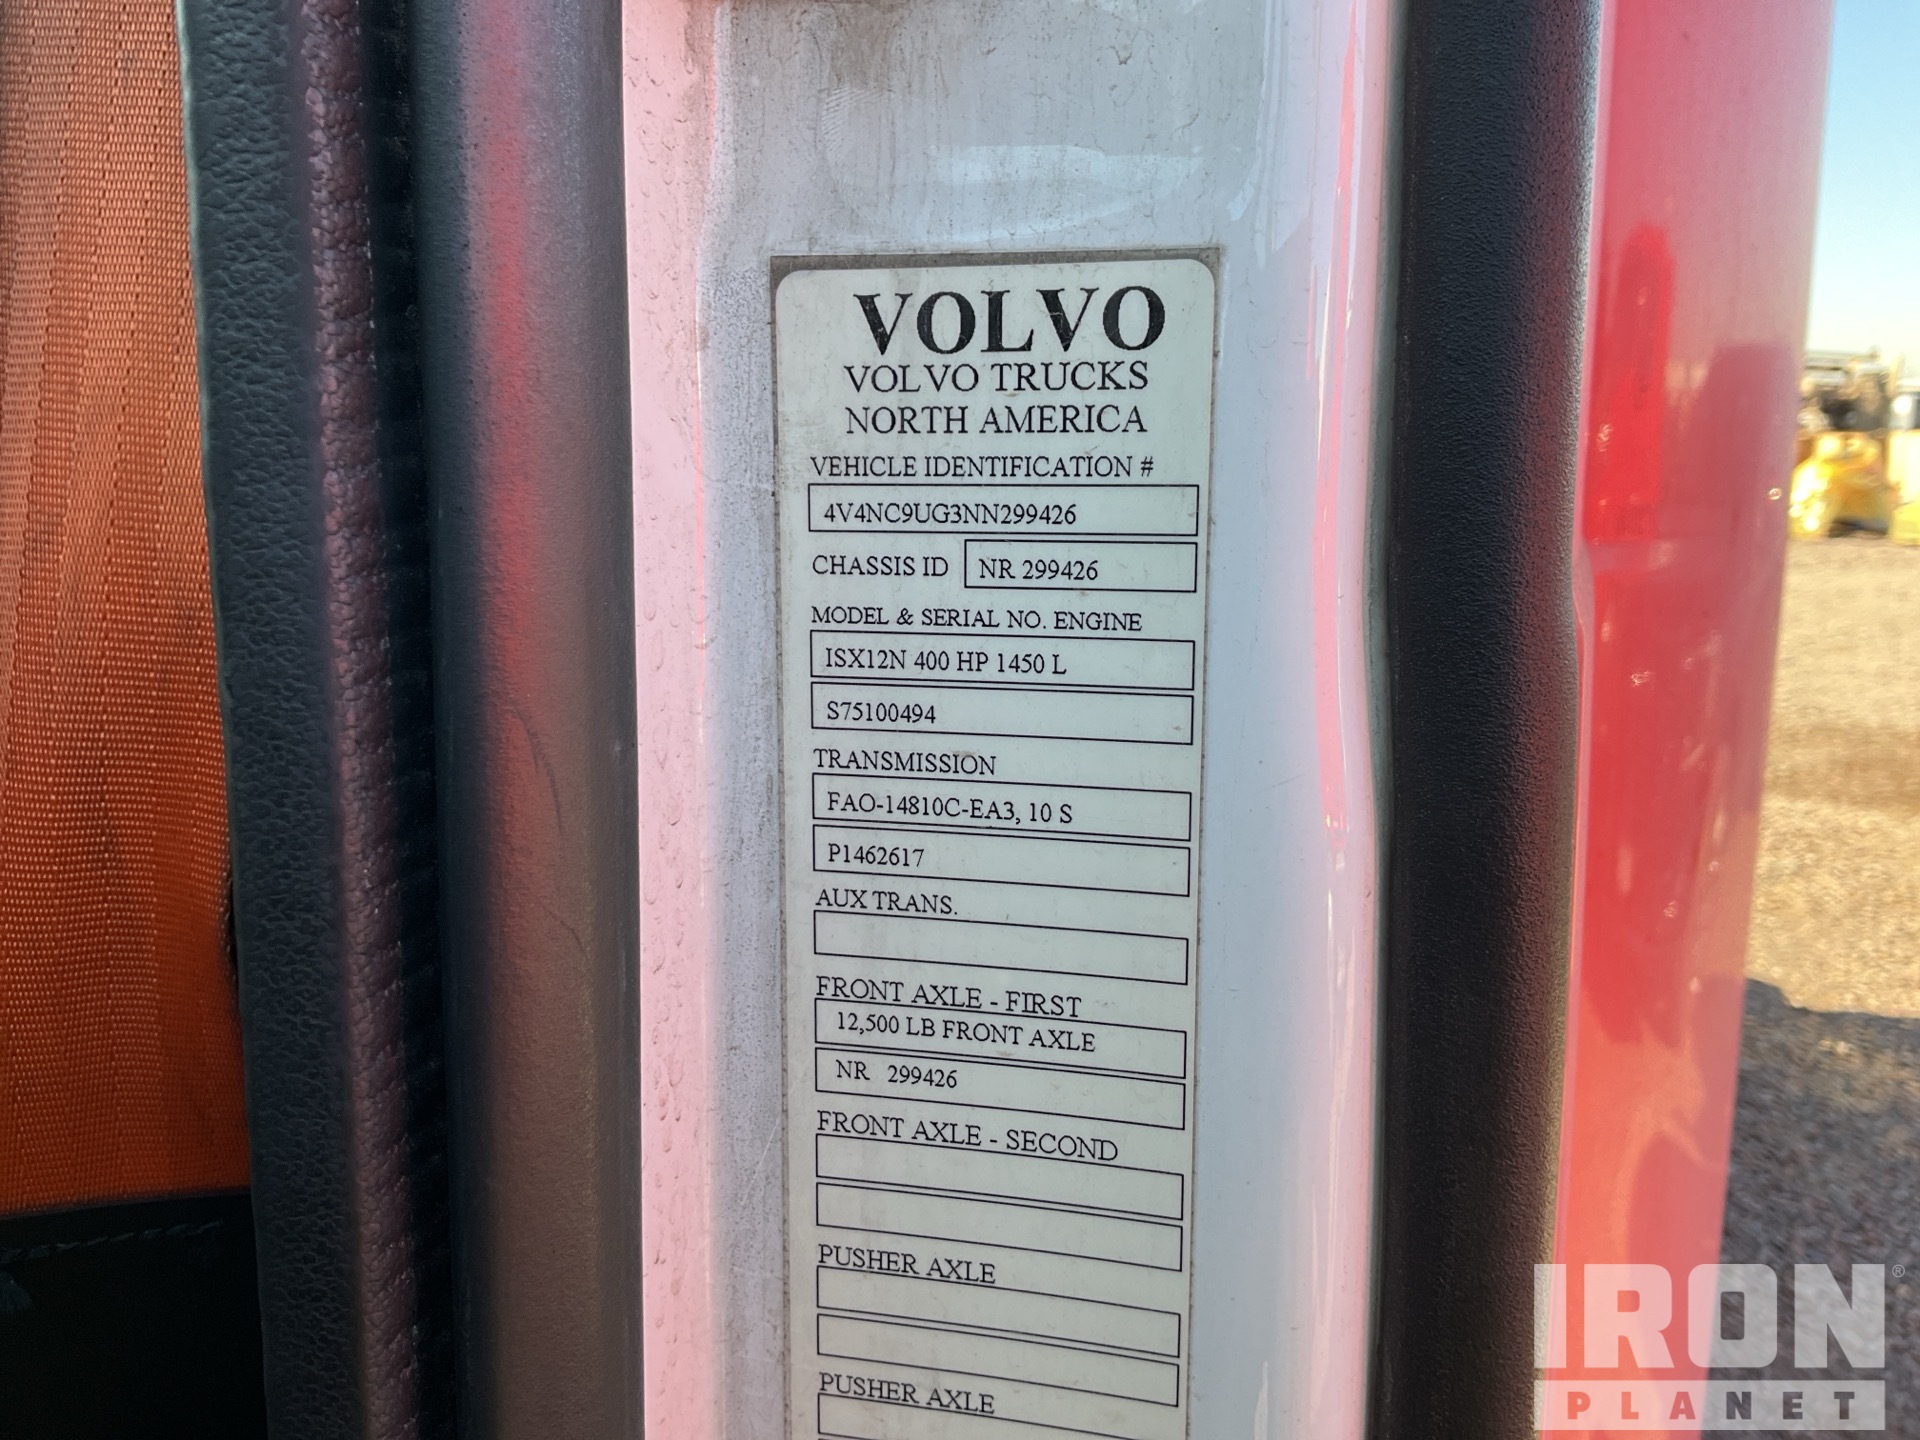 VOLVO
VOLVO TRUCKS
NORTH AMERICA
VEHICLE IDENTIFICATION #
4V4NC9UG3NN299426
CHASSIS ID NR 299426
MODEL & SERIAL NO. ENGINE
ISX12N 400 HP 1450 L
S75100494
TRANSMISSION
FAO-14810C-EA3, 10 S
P1462617
AUX TRANS.
FRONT AXLE - FIRST
12,500 LB FRONT AXLE
NR 299426
FRONT AXLE - SECOND
PUSHER AXLE
PUSHER AXLE
IRON®
PLANET